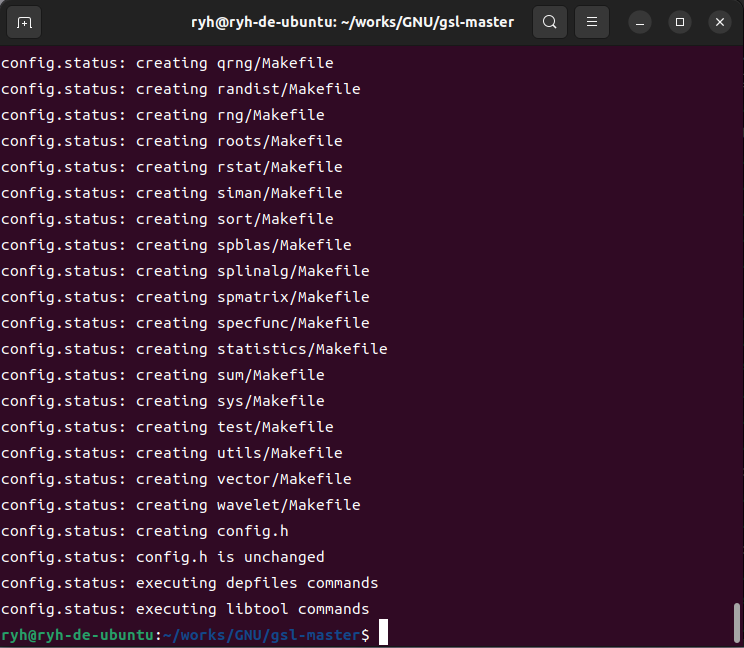 ryh@ryh-de-ubuntu: ~/works/GNU/gsl-master
config.status: creating qrng/Makefile
config.status: creating randist/Makefile
config.status: creating rng/Makefile
config.status: creating roots/Makefile
config.status: creating rstat/Makefile
config.status: creating siman/Makefile
config.status: creating sort/Makefile
config.status: creating spblas/Makefile
config.status: creating splinalg/Makefile
config.status: creating spmatrix/Makefile
config.status: creating specfunc/Makefile
config.status: creating statistics/Makefile
config.status: creating sum/Makefile
config.status: creating sys/Makefile
config.status: creating test/Makefile
config.status: creating utils/Makefile
config.status: creating vector/Makefile
config.status: creating wavelet/Makefile
config.status: creating config.h
config.status: config.h is unchanged
config.status: executing depfiles commands
config.status: executing libtool commands
ryh@ryh-de-ubuntu:~/works/GNU/gsl-master$